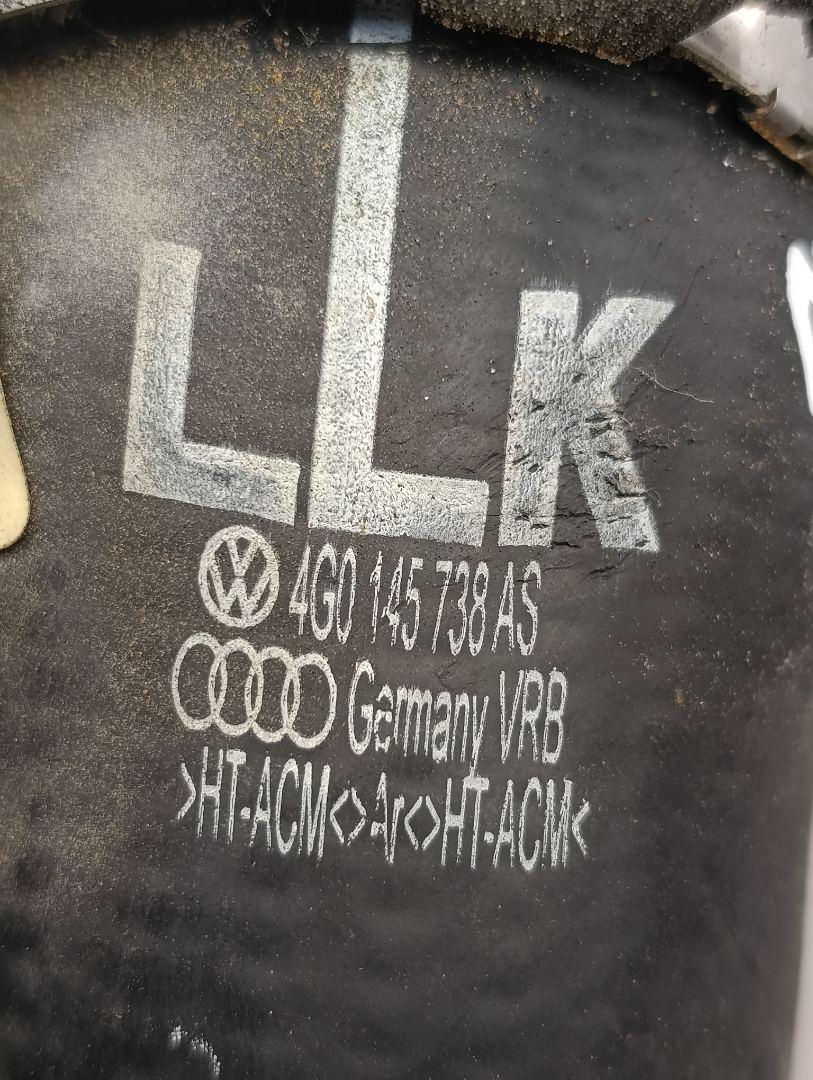 LLK
4G0 145 738 AS
Germany VRB
>HT-ACM<>Ar<>HT-ACM<